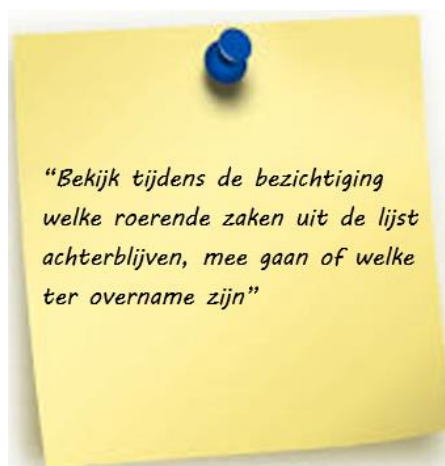 “Bekijk tijdens de bezichtiging
welke roerende zaken uit de lijst
achterblijven, mee gaan of welke
ter overname zijn”